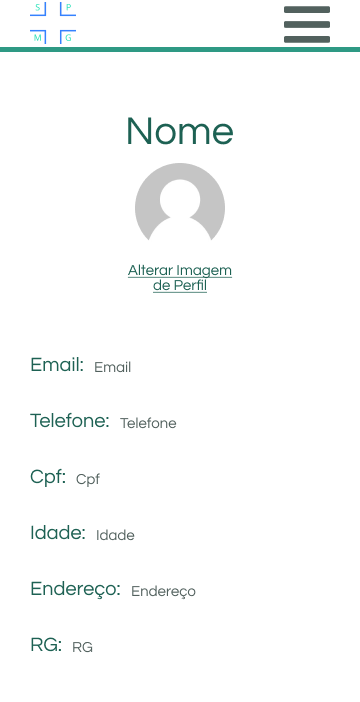 S P
M G
Nome
Alterar Imagem
de Perfil
Email: Email
Telefone: Telefone
Cpf: Cpf
Idade: Idade
Endereço: Endereço
RG: RG